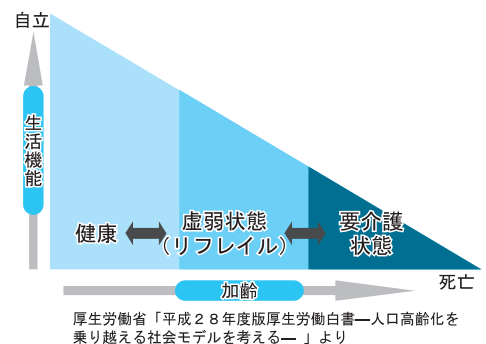 自立
生活機能
健康
虚弱状態
（リフレイル）
要介護
状態
死亡
加齢
厚生労働省「平成２８年度版厚生労働白書―人口高齢化を
乗り越える社会モデルを考える― 」より